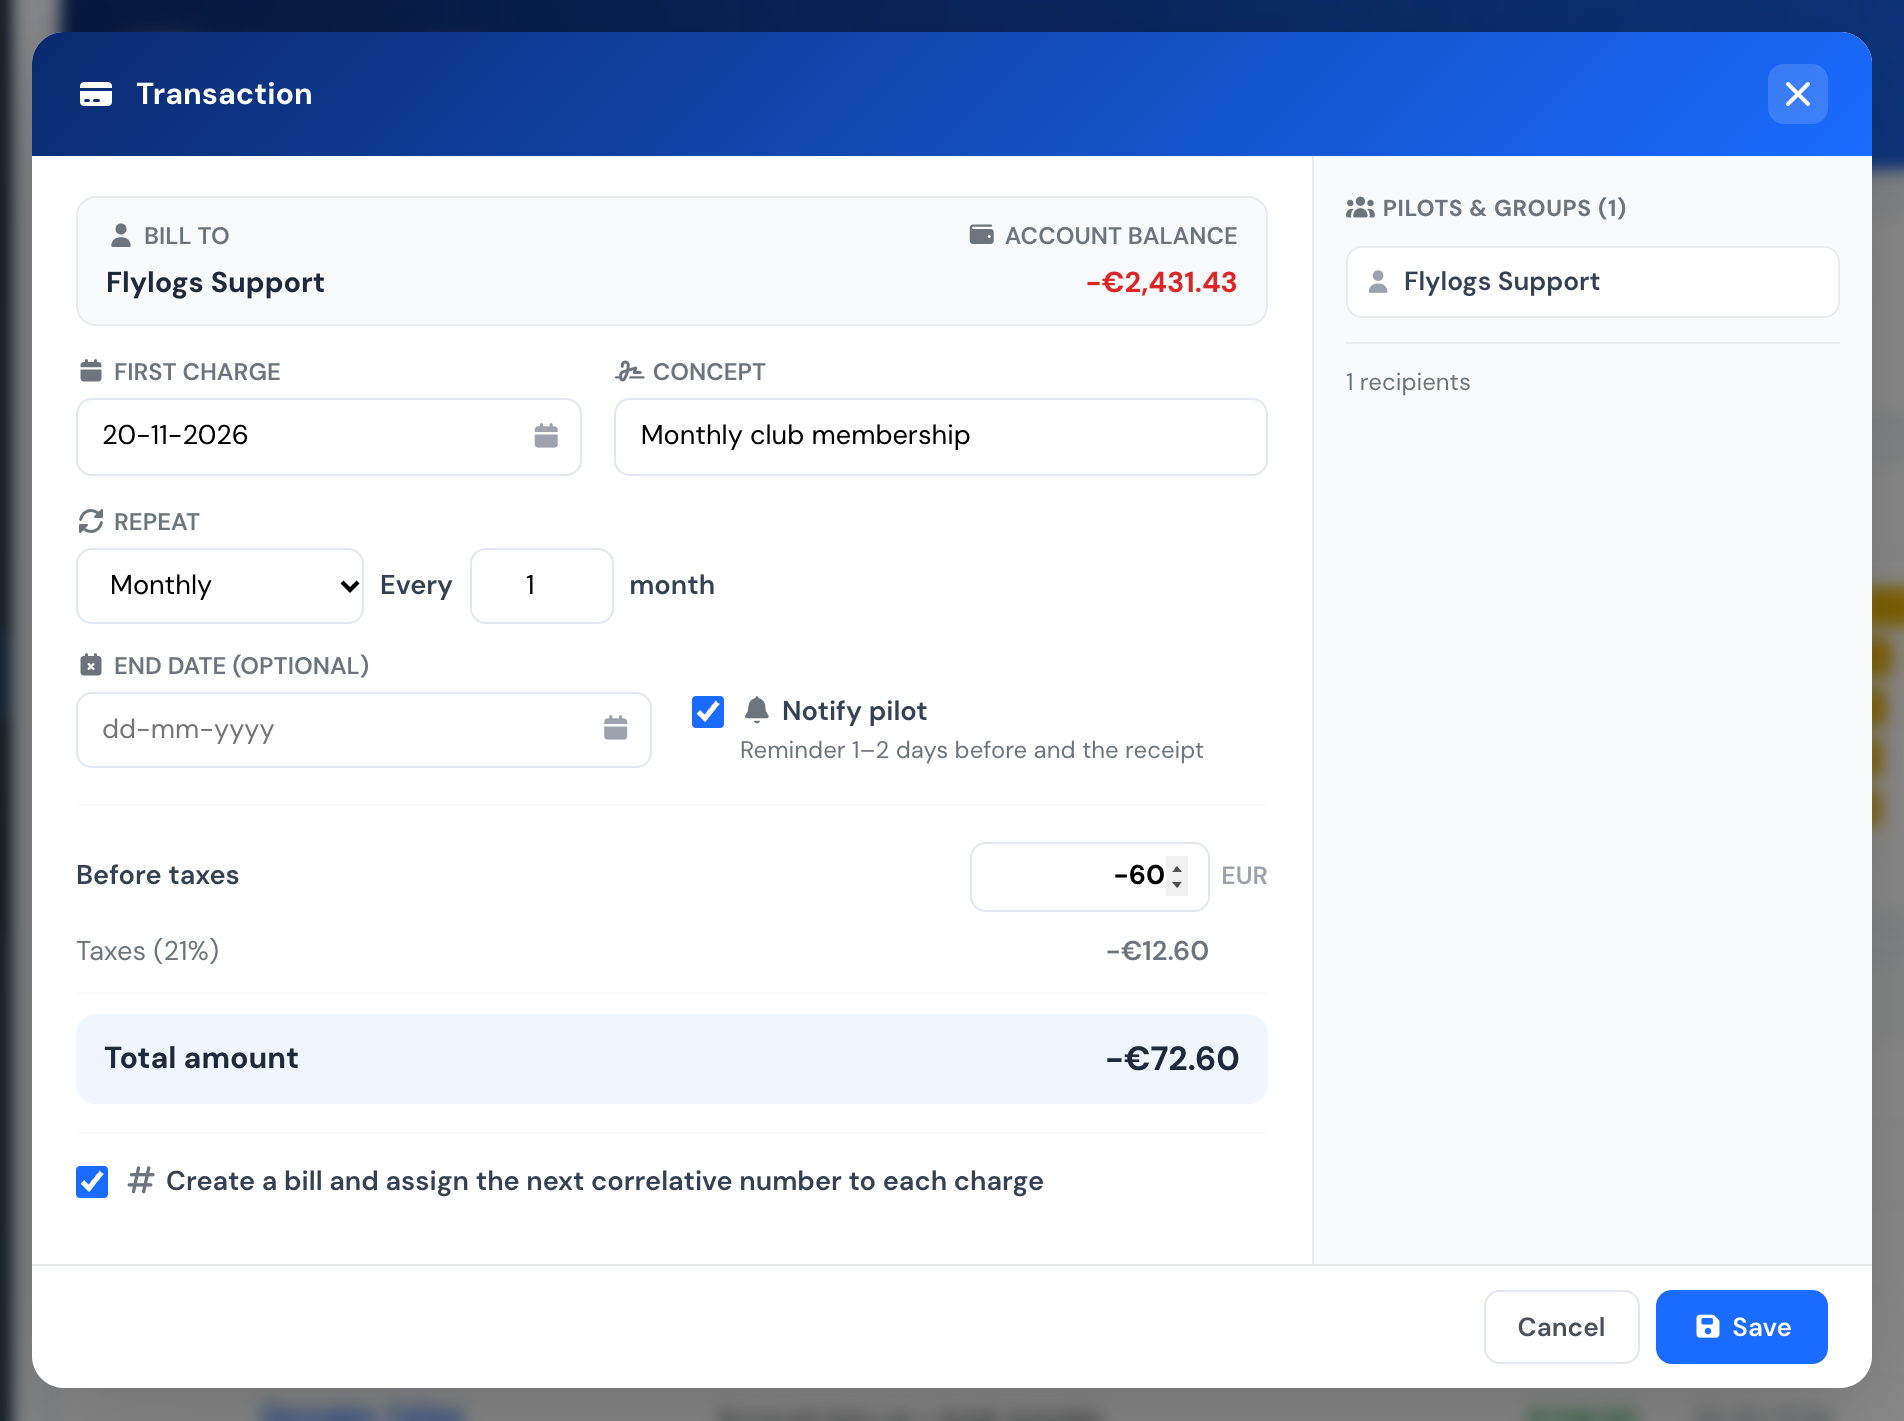 Transaction
BILL TO
ACCOUNT BALANCE
Flylogs Support
-€2,431.43
FIRST CHARGE
CONCEPT
20-11-2026
Monthly club membership
REPEAT
Monthly
Every
1
month
END DATE (OPTIONAL)
dd-mm-yyyy
Notify pilot
Reminder 1–2 days before and the receipt
Before taxes
-60
EUR
Taxes (21%)
-€12.60
Total amount
-€72.60
# Create a bill and assign the next correlative number to each charge
PILOTS & GROUPS (1)
Flylogs Support
1 recipients
Cancel
Save